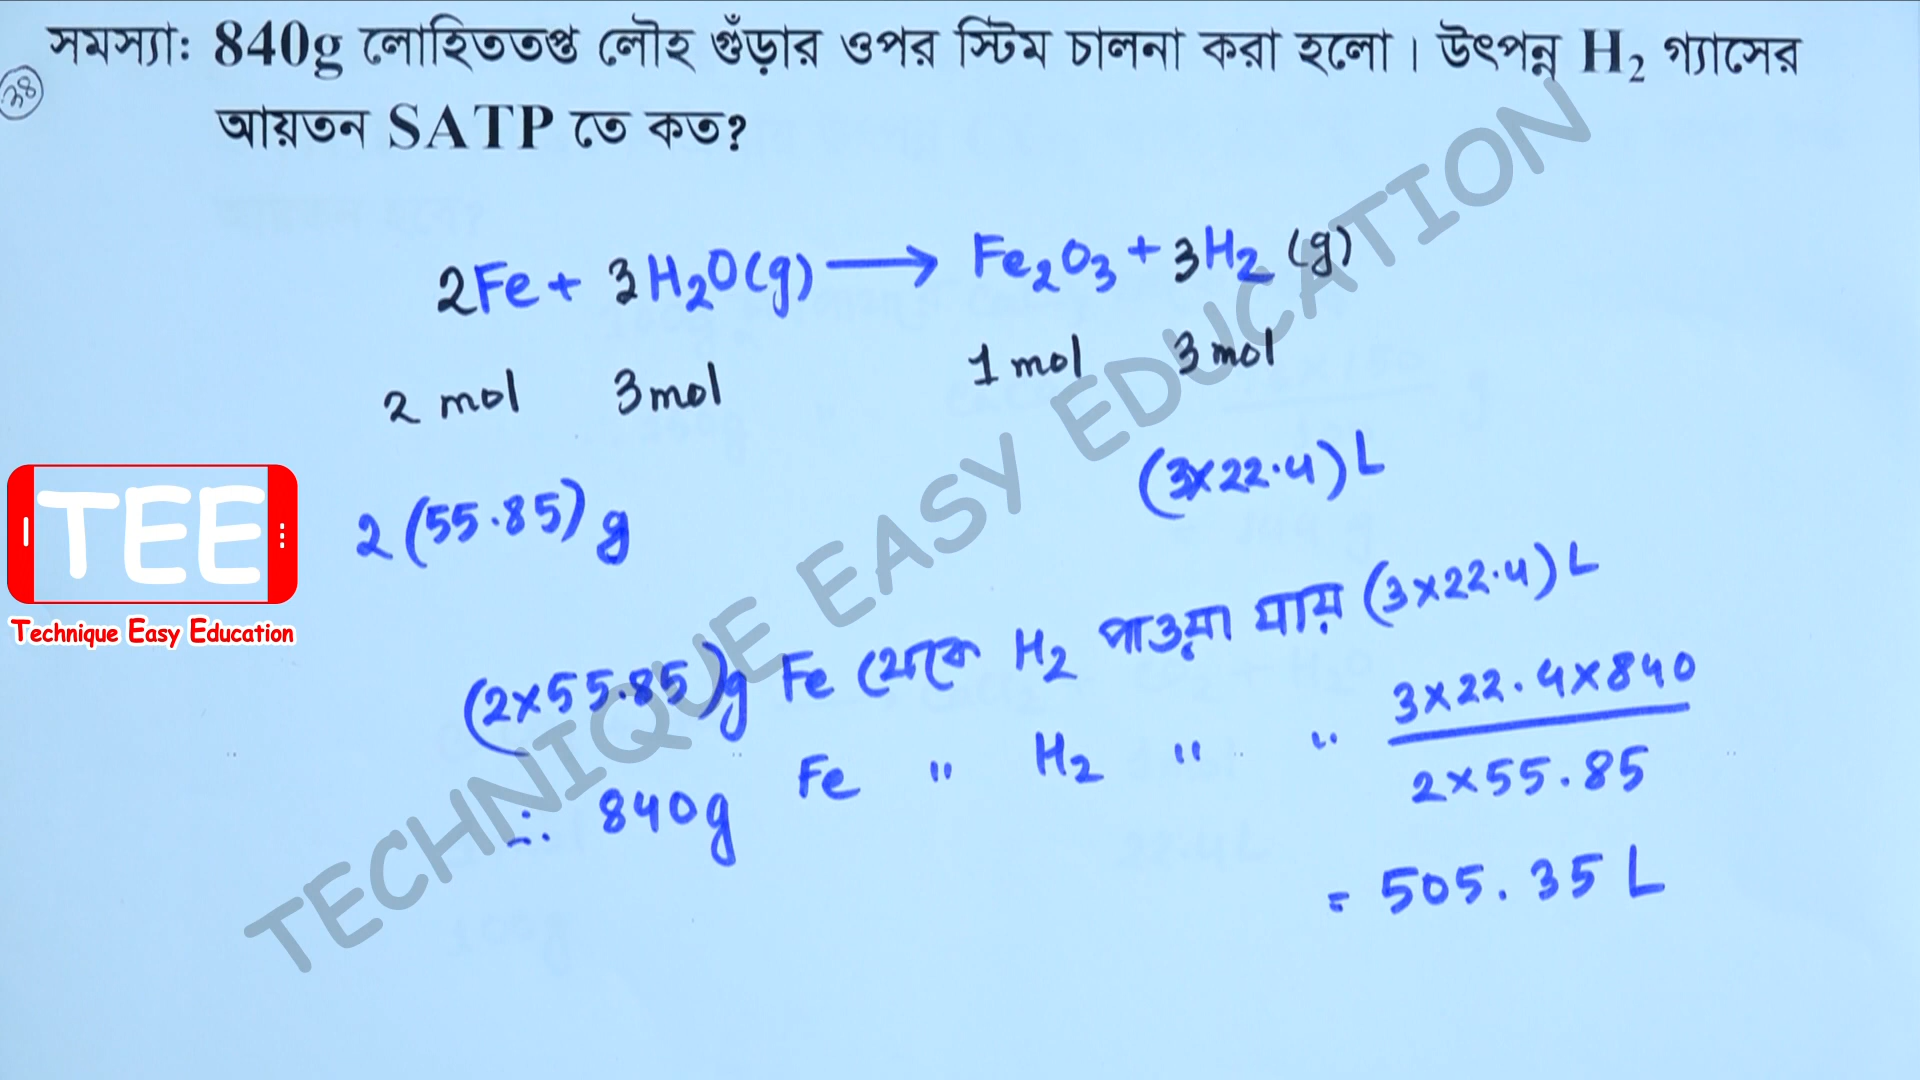 সমস্যাঃ 840g লোহিততপ্ত লৌহ গুঁড়ার ওপর স্টিম চালনা করা হলো। উৎপন্ন H₂ গ্যাসের
38
আয়তন SATP তে কত?
2Fe + 3H₂O(g) ⟶ Fe₂O₃ + 3H₂ (g)
2 mol 3mol 1 mol 3 mol
(3×22.4) L
2 (55.85) g
TEE
Technique Easy Education
(2×55.85)g Fe থেকে H₂ পাওয়া যায় (3×22.4) L
∴ 840g Fe " H₂ " " 3×22.4×840
2×55.85
= 505.35 L
TECHNIQUE EASY EDUCATION